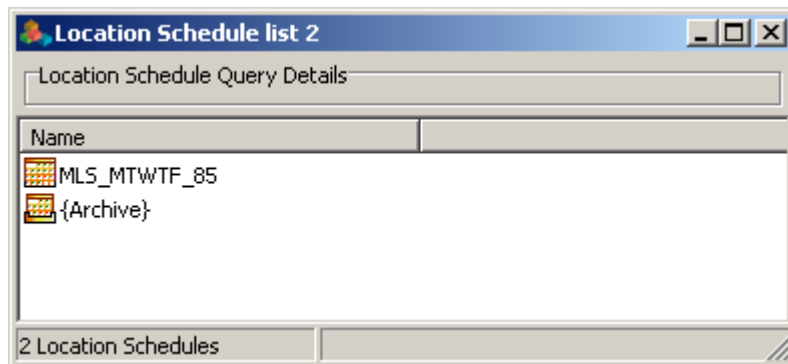 Location Schedule list 2
Location Schedule Query Details
Name
MLS_MTWTF_85
{Archive}
2 Location Schedules